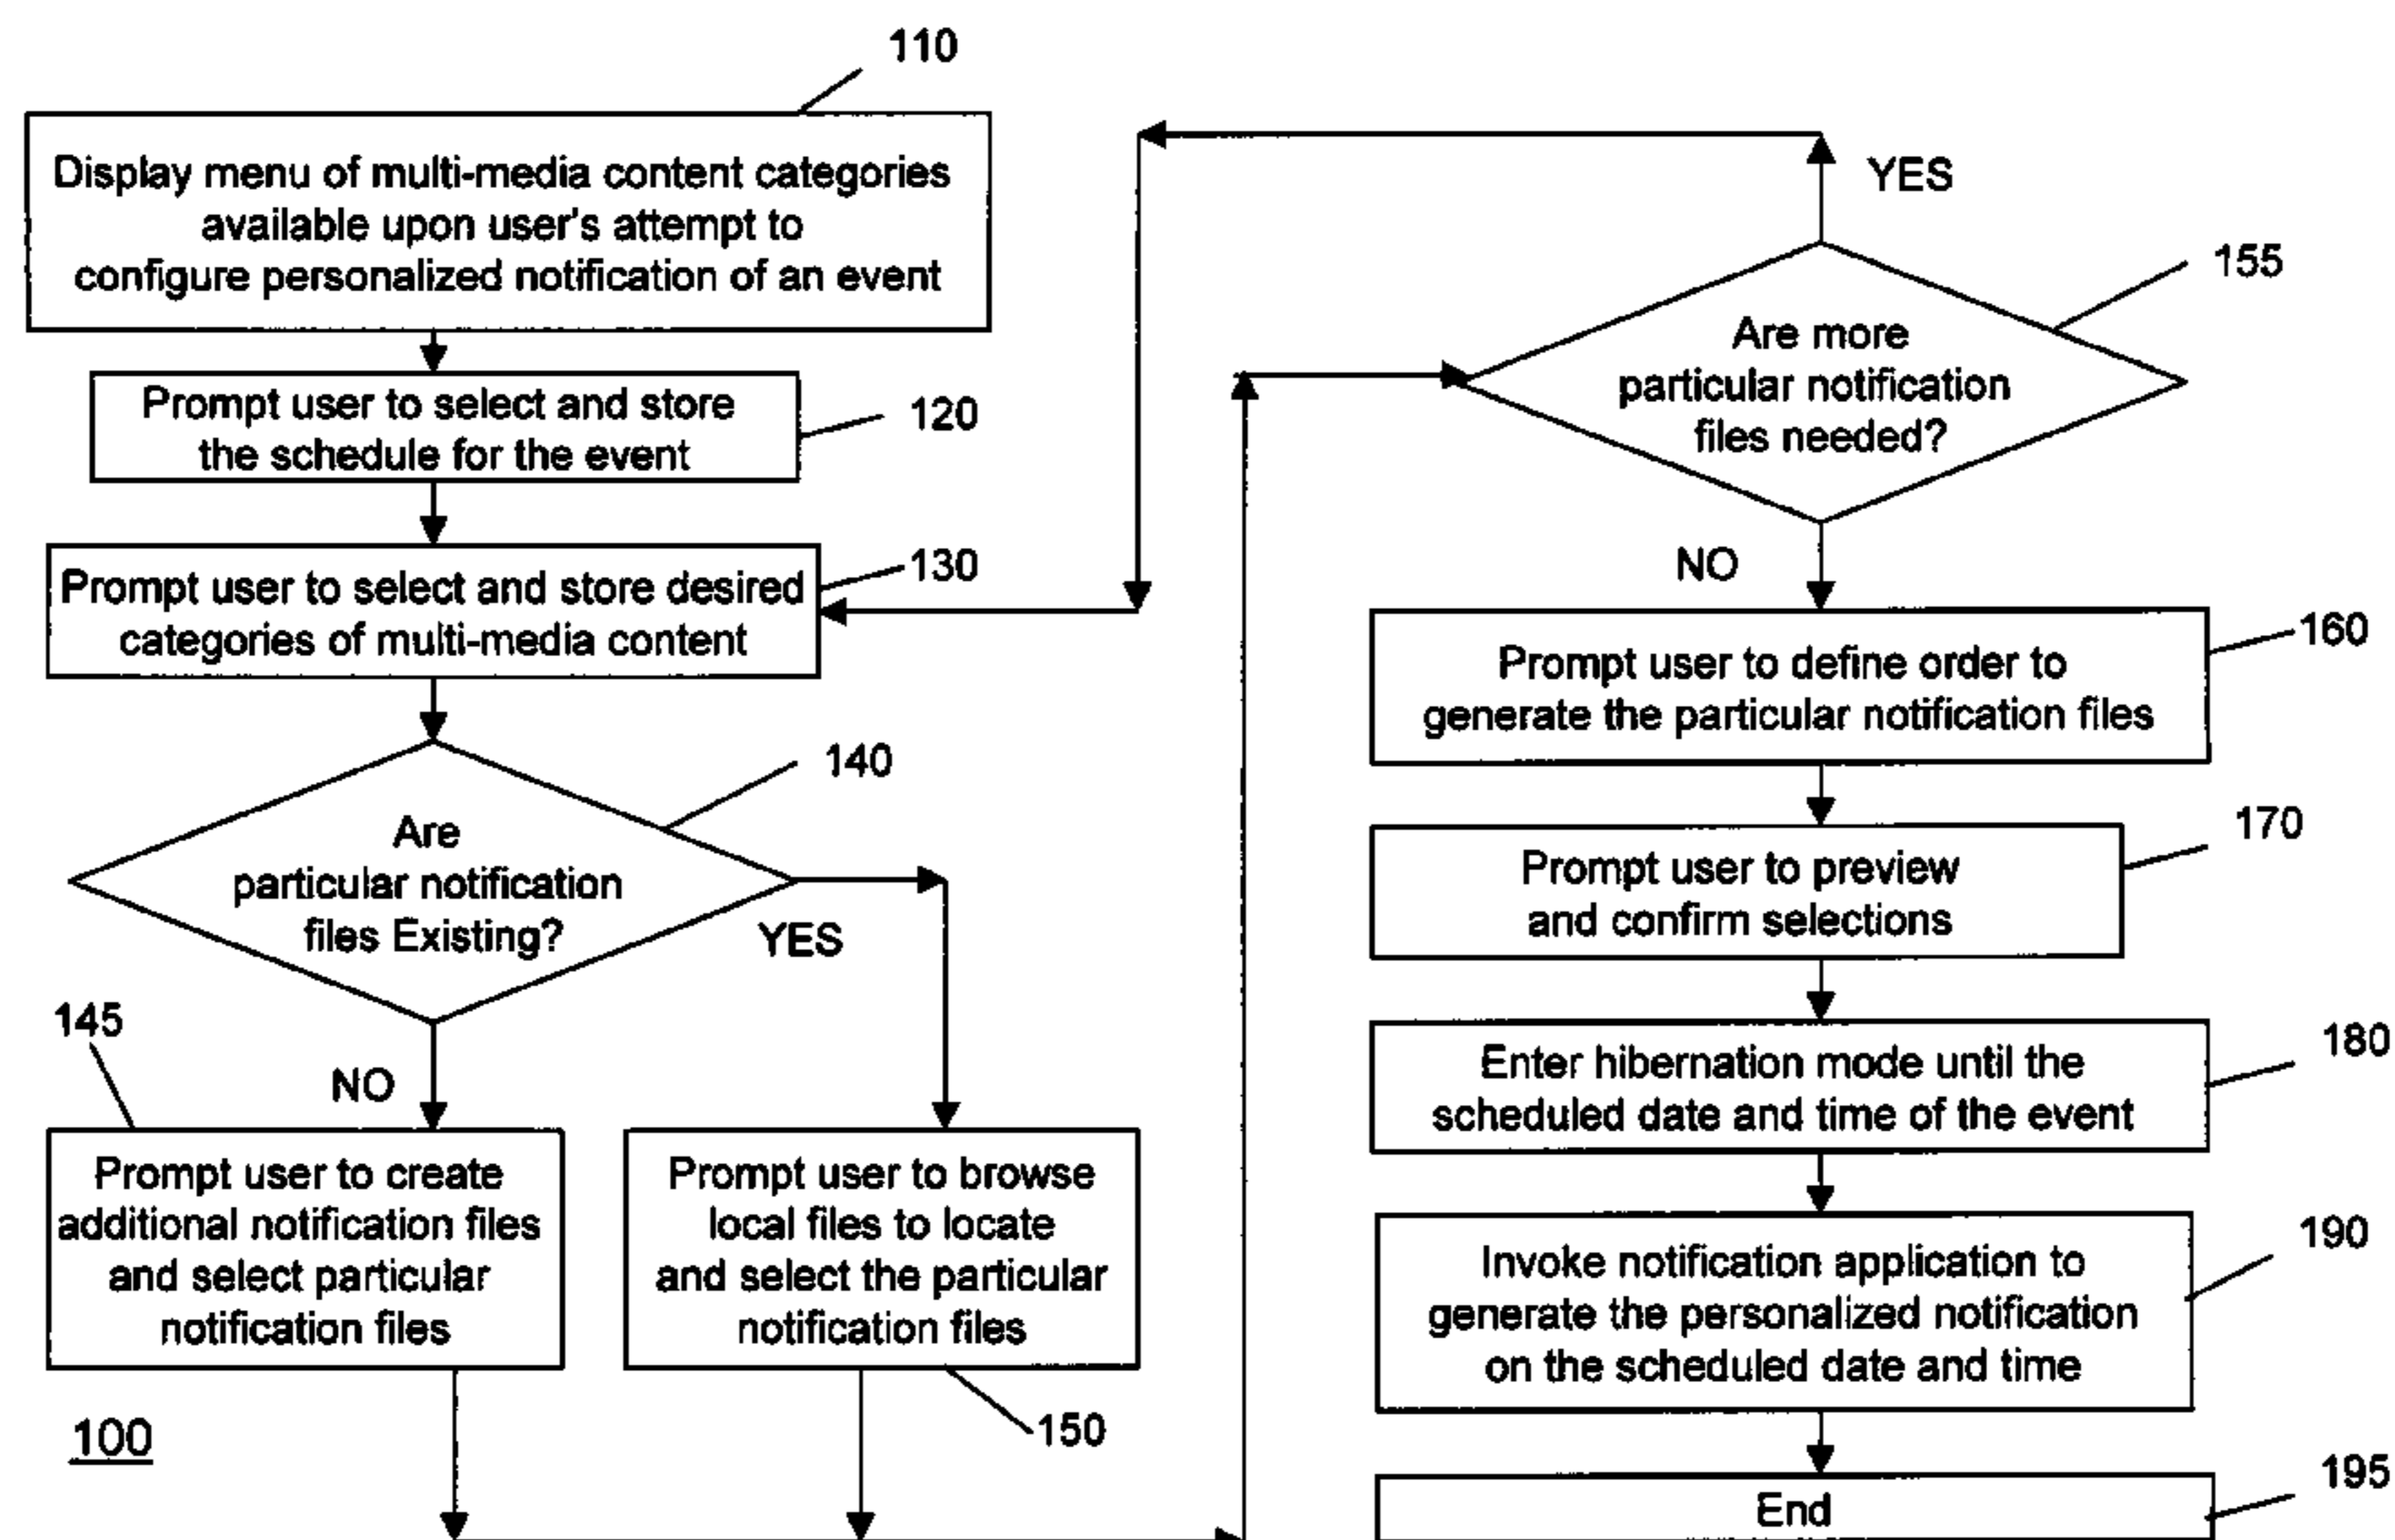 110
Display menu of multi-media content categories
available upon user's attempt to
configure personalized notification of an event
Prompt user to select and store
the schedule for the event
120
Prompt user to select and store desired
categories of multi-media content
130
Are
particular notification
files Existing?
140
YES
NO
145
Prompt user to create
additional notification files
and select particular
notification files
Prompt user to browse
local files to locate
and select the particular
notification files
150
100
YES
155
Are more
particular notification
files needed?
NO
160
Prompt user to define order to
generate the particular notification files
170
Prompt user to preview
and confirm selections
180
Enter hibernation mode until the
scheduled date and time of the event
190
Invoke notification application to
generate the personalized notification
on the scheduled date and time
195
End